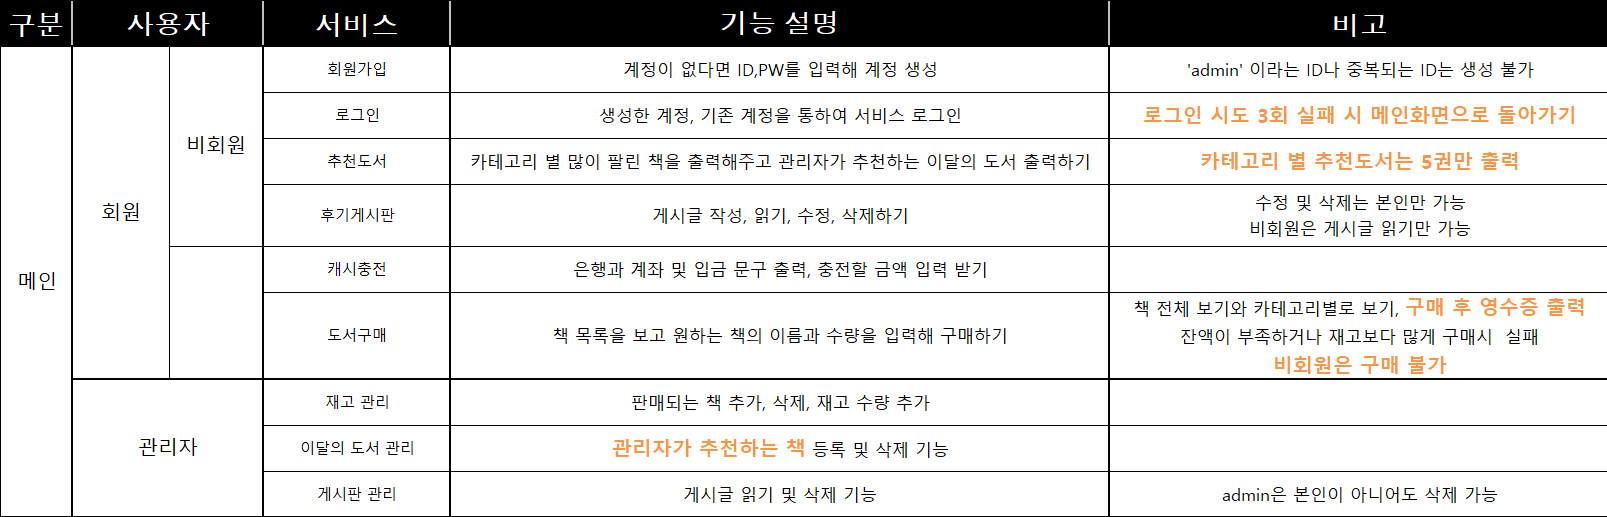 구분 사용자 서비스 기능 설명 비고
메인 회원 비회원 회원가입 계정이 없다면 ID,PW를 입력해 계정 생성 'admin' 이라는 ID나 중복되는 ID는 생성 불가
로그인 생성한 계정, 기존 계정을 통하여 서비스 로그인 로그인 시도 3회 실패 시 메인화면으로 돌아가기
추천도서 카테고리 별 많이 팔린 책을 출력해주고 관리자가 추천하는 이달의 도서 출력하기 카테고리 별 추천도서는 5권만 출력
후기게시판 게시글 작성, 읽기, 수정, 삭제하기 수정 및 삭제는 본인만 가능
비회원은 게시글 읽기만 가능
캐시충전 은행과 계좌 및 입금 문구 출력, 충전할 금액 입력 받기
도서구매 책 목록을 보고 원하는 책의 이름과 수량을 입력해 구매하기 책 전체 보기와 카테고리별로 보기, 구매 후 영수증 출력
잔액이 부족하거나 재고보다 많게 구매시 실패
비회원은 구매 불가
관리자 재고 관리 판매되는 책 추가, 삭제, 재고 수량 추가
이달의 도서 관리 관리자가 추천하는 책 등록 및 삭제 기능
게시판 관리 게시글 읽기 및 삭제 기능 admin은 본인이 아니어도 삭제 가능